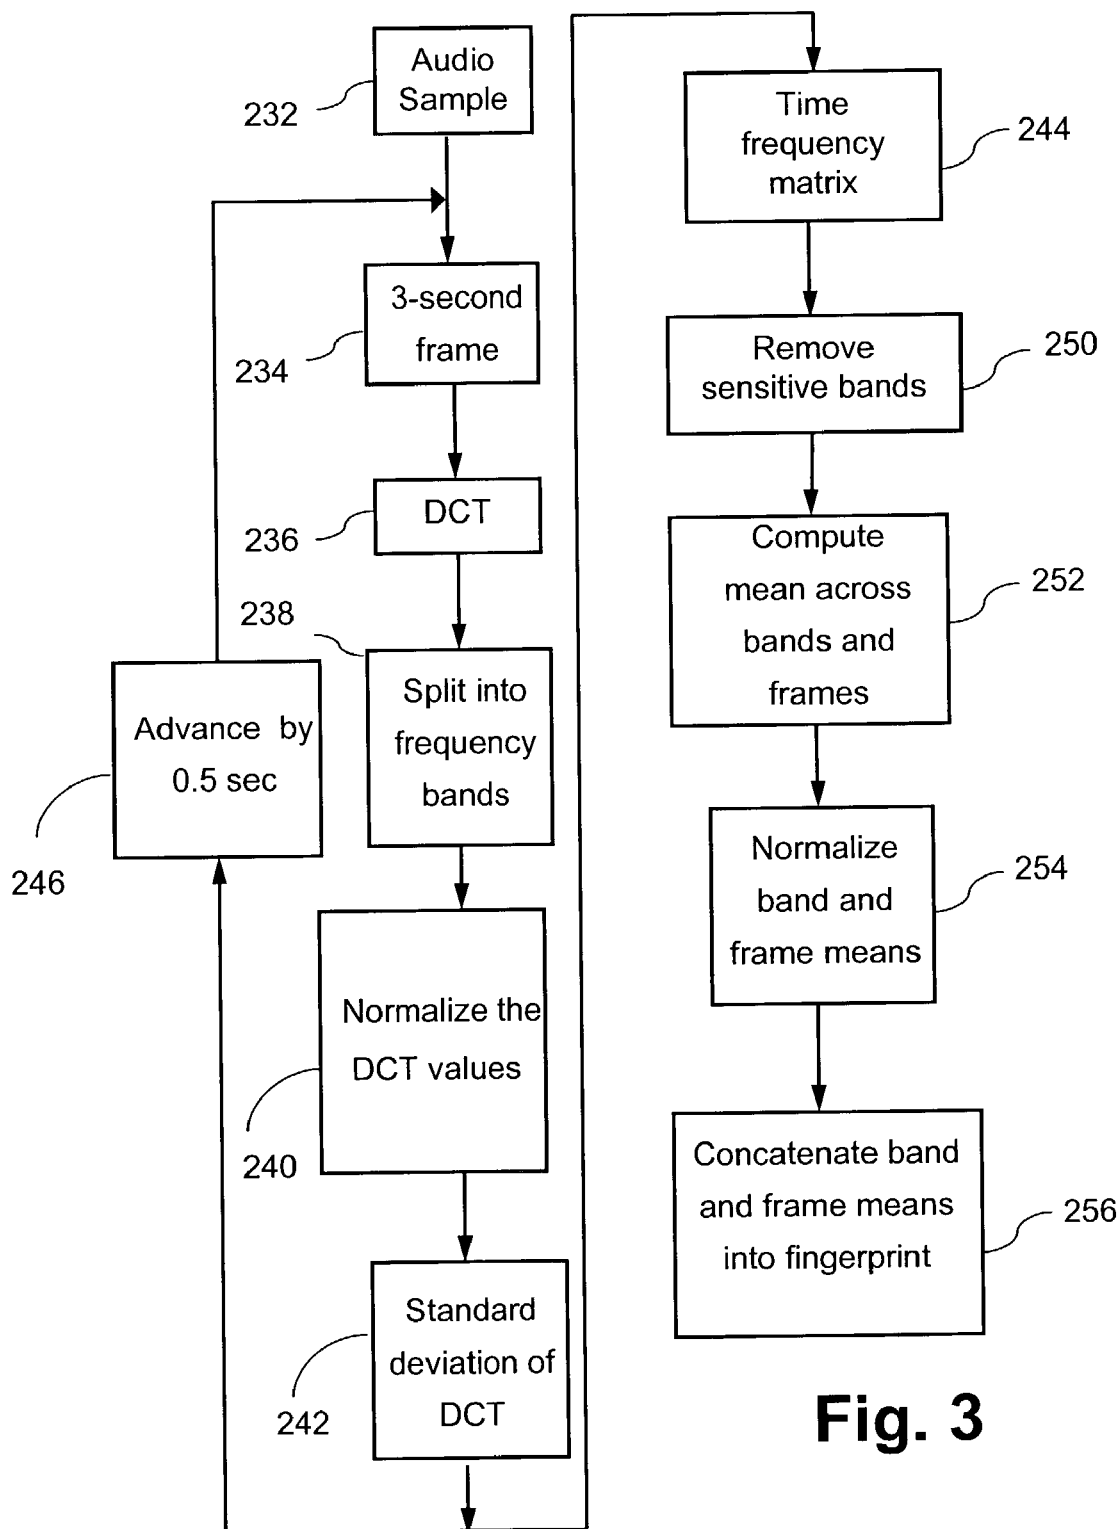 Audio
Sample
232
3-second
frame
234
DCT
236
238
Split into
frequency
bands
Advance by
0.5 sec
246
Normalize the
DCT values
240
Standard
deviation of
DCT
242
Time
frequency
matrix
244
Remove
sensitive bands
250
Compute
mean across
bands and
frames
252
Normalize
band and
frame means
254
Concatenate band
and frame means
into fingerprint
256
Fig. 3